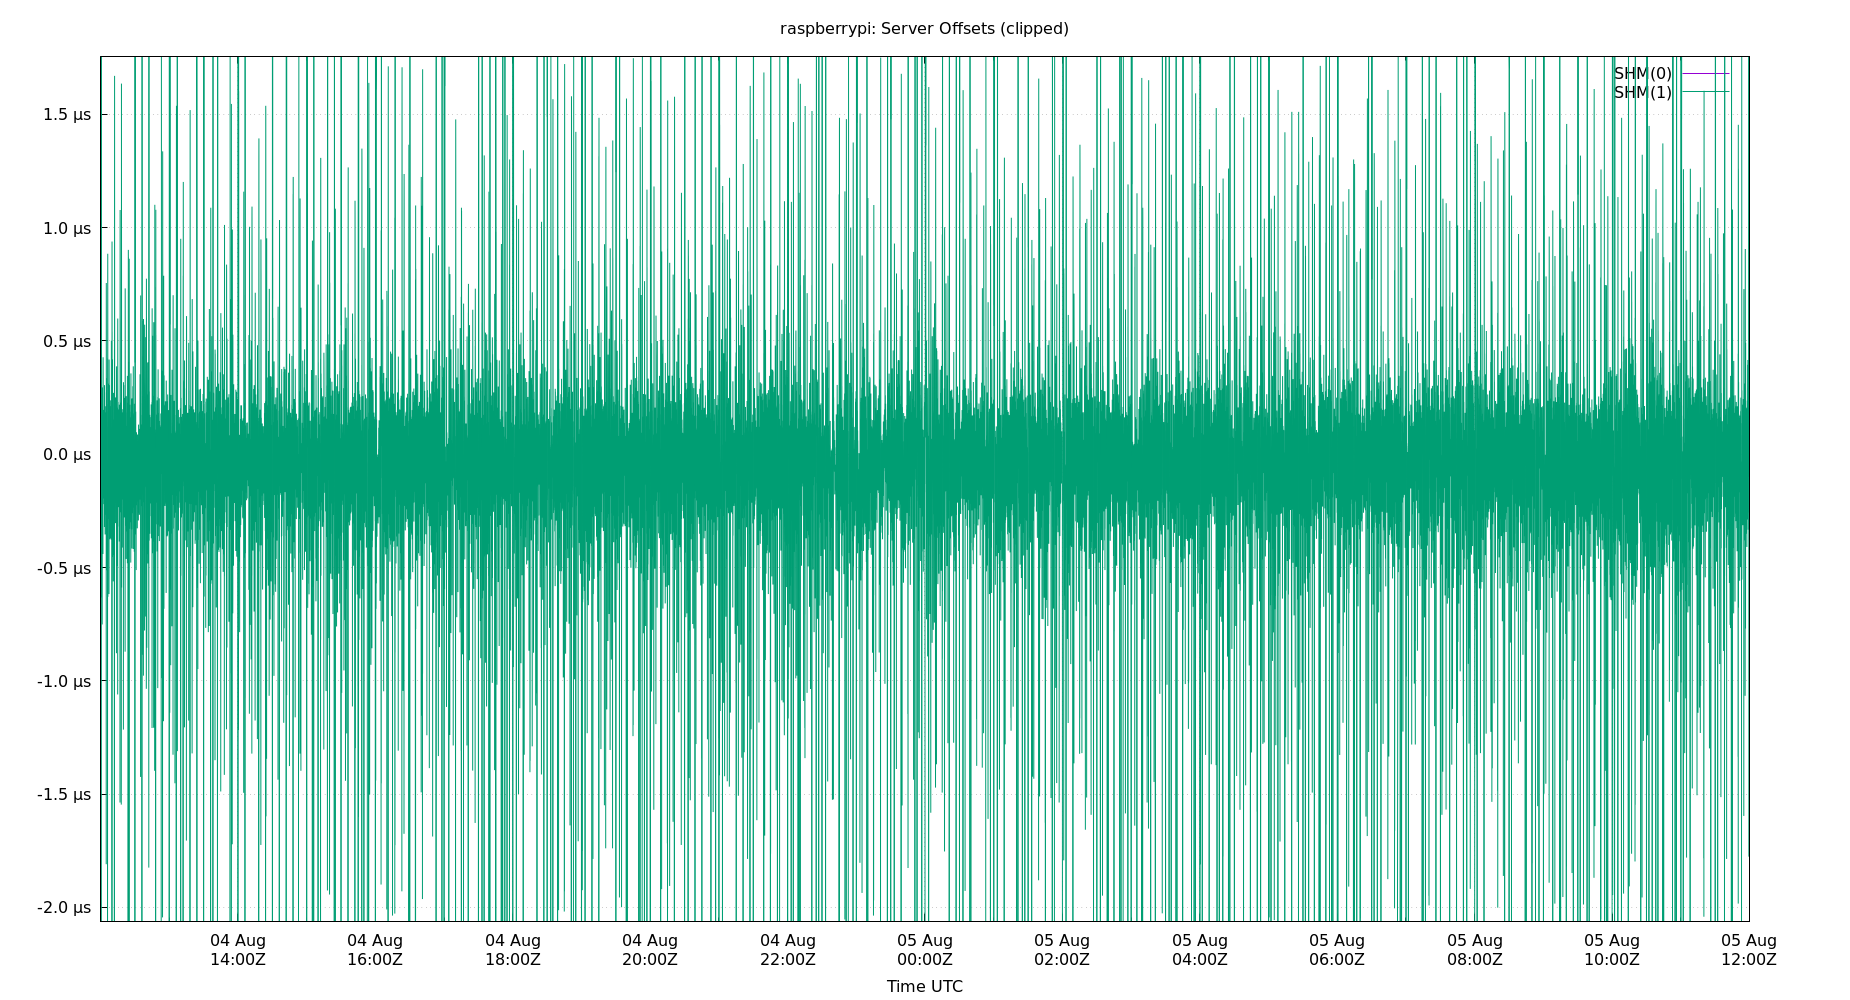 raspberrypi: Server Offsets (clipped)
SHM(0)
SHM(1)
1.5 µs
1.0 µs
0.5 µs
0.0 µs
-0.5 µs
-1.0 µs
-1.5 µs
-2.0 µs
04 Aug 04 Aug 04 Aug 04 Aug 04 Aug 05 Aug 05 Aug 05 Aug 05 Aug 05 Aug 05 Aug 05 Aug
14:00Z 16:00Z 18:00Z 20:00Z 22:00Z 00:00Z 02:00Z 04:00Z 06:00Z 08:00Z 10:00Z 12:00Z
Time UTC